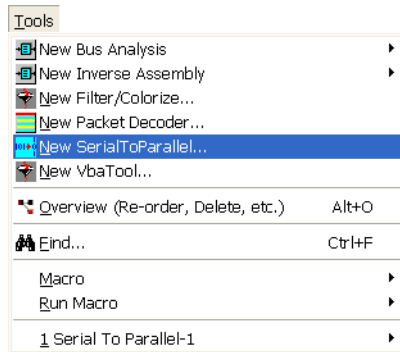 Tools
New Bus Analysis
New Inverse Assembly
New Filter/Colorize...
New Packet Decoder...
New SerialToParallel...
New VbaTool...
Overview (Re-order, Delete, etc.) Alt+O
Find... Ctrl+F
Macro
Run Macro
1 Serial To Parallel-1